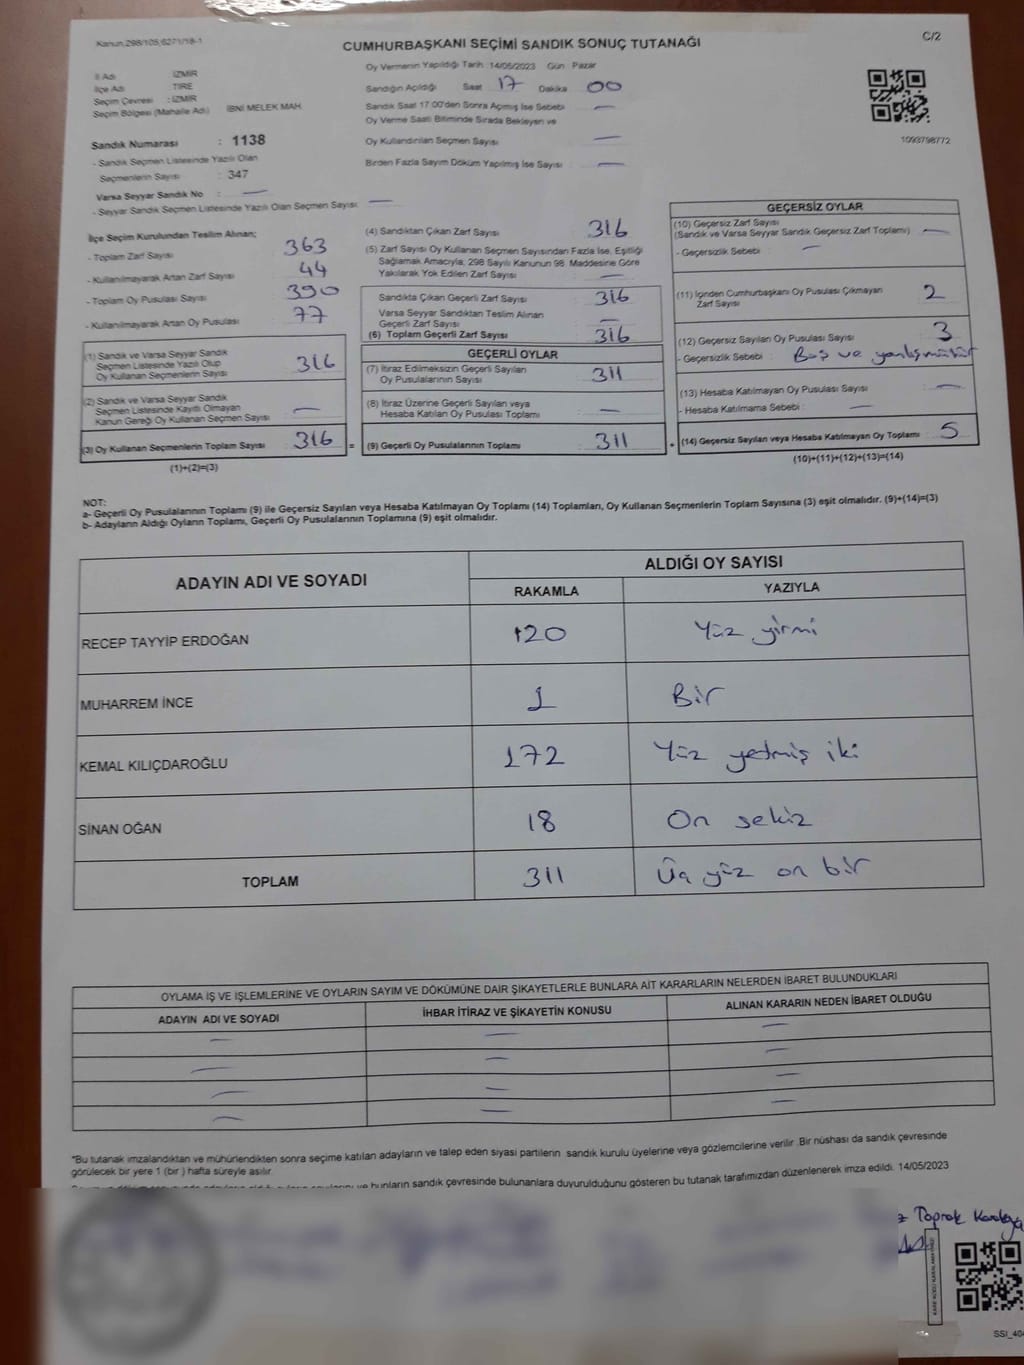 Kanun.298/105;6271/18-1
C/2
CUMHURBAŞKANI SEÇİMİ SANDIK SONUÇ TUTANAĞI
İl Adı : İZMİR
İlçe Adı : TİRE
Seçim Çevresi : İZMİR
Seçim Bölgesi (Mahalle Adı) : İBNİ MELEK MAH.
Sandık Numarası : 1138
- Sandık Seçmen Listesinde Yazılı Olan
Seçmenlerin Sayısı : 347
Varsa Seyyar Sandık No : —
- Seyyar Sandık Seçmen Listesinde Yazılı Olan Seçmen Sayısı : —
Oy Vermenin Yapıldığı Tarih :14/05/2023 Gün : Pazar
Sandığın Açıldığı Saat : 17 Dakika : 00
Sandık Saat 17:00'den Sonra Açmış İse Sebebi : —
Oy Verme Saati Bitiminde Sırada Bekleyen ve
Oy Kullandırılan Seçmen Sayısı : —
Birden Fazla Sayım Döküm Yapılmış İse Sayısı : —
1093798772
İlçe Seçim Kurulundan Teslim Alınan;
- Toplam Zarf Sayısı : 363
- Kullanılmayarak Artan Zarf Sayısı : 44
- Toplam Oy Pusulası Sayısı : 390
- Kullanılmayarak Artan Oy Pusulası : 77
(1) Sandık ve Varsa Seyyar Sandık
Seçmen Listesinde Yazılı Olup
Oy Kullanan Seçmenlerin Sayısı : 316
(2) Sandık ve Varsa Seyyar Sandık
Seçmen Listesinde Kayıtlı Olmayan
Kanun Gereği Oy Kullanan Seçmen Sayısı : —
(3) Oy Kullanan Seçmenlerin Toplam Sayısı : 316 =
(1)+(2)=(3)
(4) Sandıktan Çıkan Zarf Sayısı : 316
(5) Zarf Sayısı Oy Kullanan Seçmen Sayısından Fazla İse, Eşitliği
Sağlamak Amacıyla; 298 Sayılı Kanunun 98. Maddesine Göre
Yakılarak Yok Edilen Zarf Sayısı : —
Sandıkta Çıkan Geçerli Zarf Sayısı : 316
Varsa Seyyar Sandıktan Teslim Alınan
Geçerli Zarf Sayısı : —
(6) Toplam Geçerli Zarf Sayısı : 316
GEÇERLİ OYLAR
(7) İtiraz Edilmeksizin Geçerli Sayılan
Oy Pusulalarının Sayısı : 311
(8) İtiraz Üzerine Geçerli Sayılan veya
Hesaba Katılan Oy Pusulası Toplamı : —
(9) Geçerli Oy Pusulalarının Toplamı : 311 +
GEÇERSİZ OYLAR
(10) Geçersiz Zarf Sayısı
(Sandık ve Varsa Seyyar Sandık Geçersiz Zarf Toplamı) : —
- Geçersizlik Sebebi : —
(11) İçinden Cumhurbaşkanı Oy Pusulası Çıkmayan
Zarf Sayısı : 2
(12) Geçersiz Sayılan Oy Pusulası Sayısı : 3
- Geçersizlik Sebebi : Boş ve yanlış mühür
(13) Hesaba Katılmayan Oy Pusulası Sayısı : —
- Hesaba Katılmama Sebebi : —
(14) Geçersiz Sayılan veya Hesaba Katılmayan Oy Toplamı : 5
(10)+(11)+(12)+(13)=(14)
NOT:
a- Geçerli Oy Pusulalarının Toplamı (9) ile Geçersiz Sayılan veya Hesaba Katılmayan Oy Toplamı (14) Toplamları, Oy Kullanan Seçmenlerin Toplam Sayısına (3) eşit olmalıdır. (9)+(14)=(3)
b- Adayların Aldığı Oyların Toplamı, Geçerli Oy Pusulalarının Toplamına (9) eşit olmalıdır.
ADAYIN ADI VE SOYADI
ALDIĞI OY SAYISI
RAKAMLA YAZIYLA
RECEP TAYYİP ERDOĞAN 120 Yüz yirmi
MUHARREM İNCE 1 Bir
KEMAL KILIÇDAROĞLU 172 Yüz yetmiş iki
SİNAN OĞAN 18 On sekiz
TOPLAM 311 Üç yüz on bir
OYLAMA İŞ VE İŞLEMLERİNE VE OYLARIN SAYIM VE DÖKÜMÜNE DAİR ŞİKAYETLERLE BUNLARA AİT KARARLARIN NELERDEN İBARET BULUNDUKLARI
ADAYIN ADI VE SOYADI İHBAR İTİRAZ VE ŞİKAYETİN KONUSU ALINAN KARARIN NEDEN İBARET OLDUĞU
— — —
— — —
— — —
— — —
"Bu tutanak imzalandıktan ve mühürlendikten sonra seçime katılan adayların ve talep eden siyasi partilerin sandık kurulu üyelerine veya gözlemcilerine verilir. Bir nüshası da sandık çevresinde
görülecek bir yere 1 (bir ) hafta süreyle asılır.
ve bunların sandık çevresinde bulunanlara duyurulduğunu gösteren bu tutanak tarafımızdan düzenlenerek imza edildi. 14/05/2023
Toprak